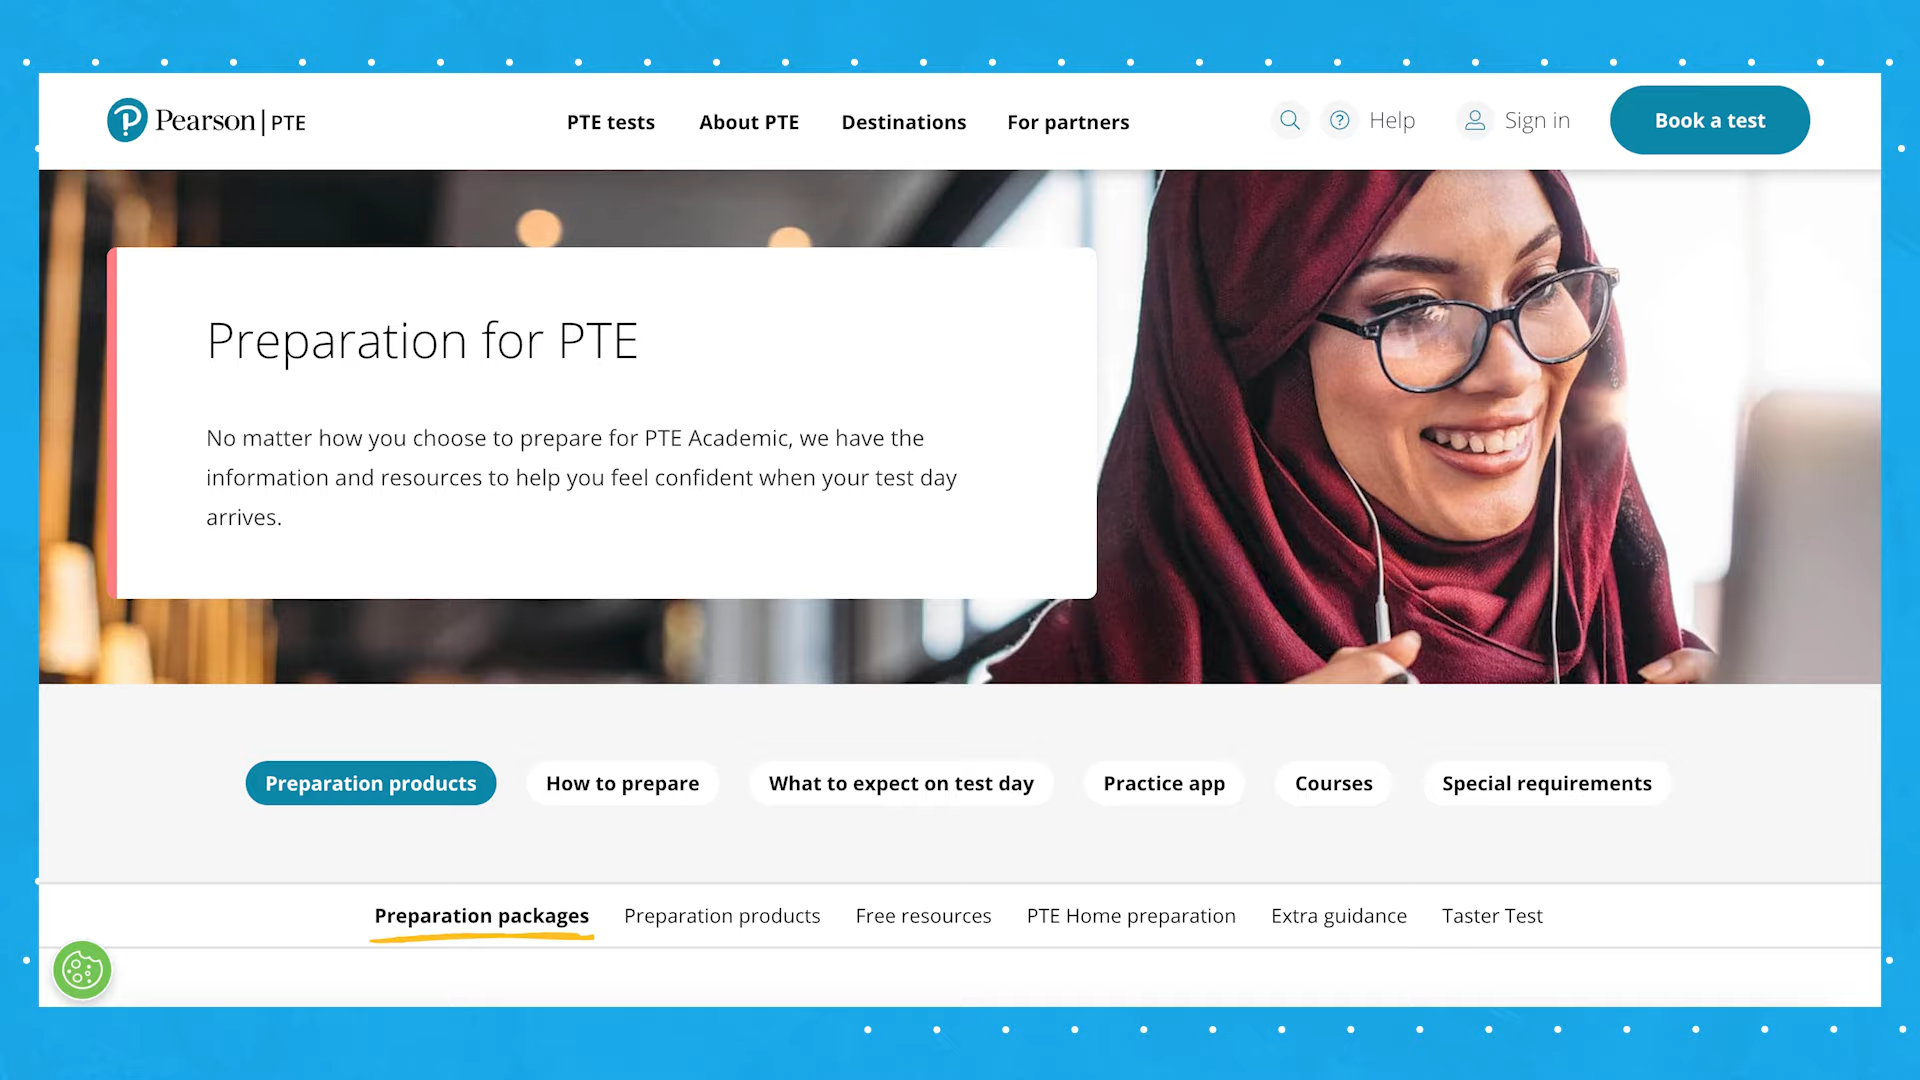 Pearson | PTE
PTE tests
About PTE
Destinations
For partners
Help
Sign in
Book a test
Preparation for PTE
No matter how you choose to prepare for PTE Academic, we have the
information and resources to help you feel confident when your test day
arrives.
Preparation products
How to prepare
What to expect on test day
Practice app
Courses
Special requirements
Preparation packages
Preparation products
Free resources
PTE Home preparation
Extra guidance
Taster Test